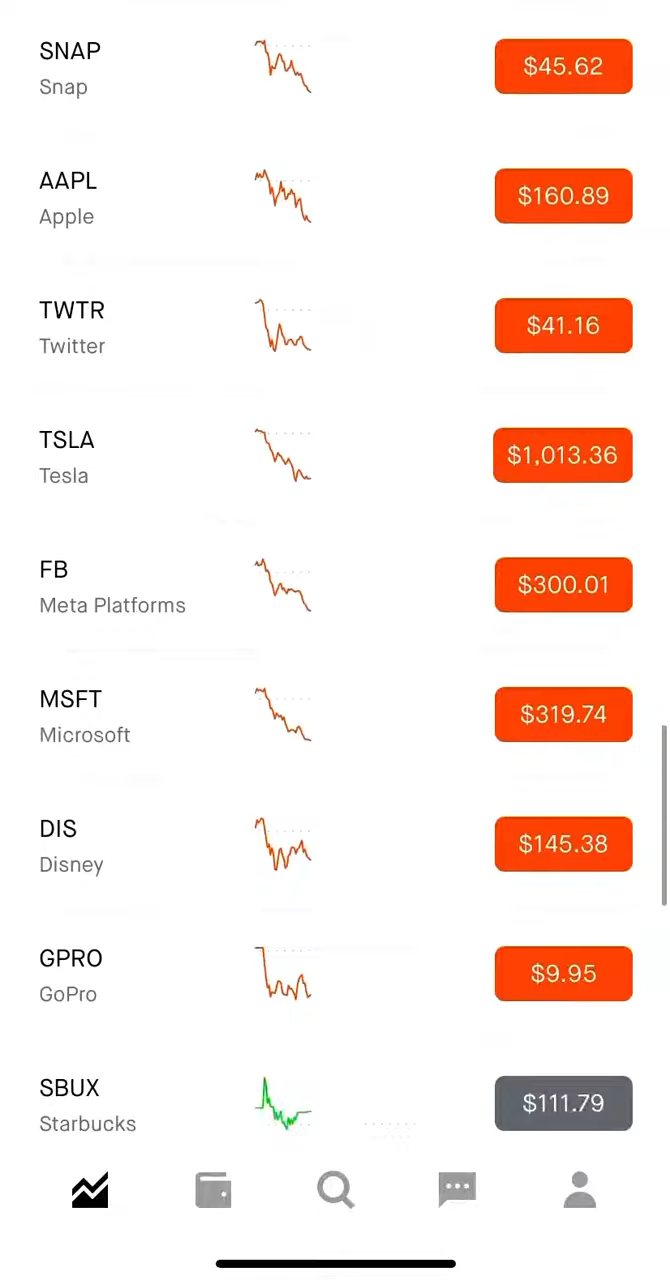 SNAP
Snap
$45.62
AAPL
Apple
$160.89
TWTR
Twitter
$41.16
TSLA
Tesla
$1,013.36
FB
Meta Platforms
$300.01
MSFT
Microsoft
$319.74
DIS
Disney
$145.38
GPRO
GoPro
$9.95
SBUX
Starbucks
$111.79